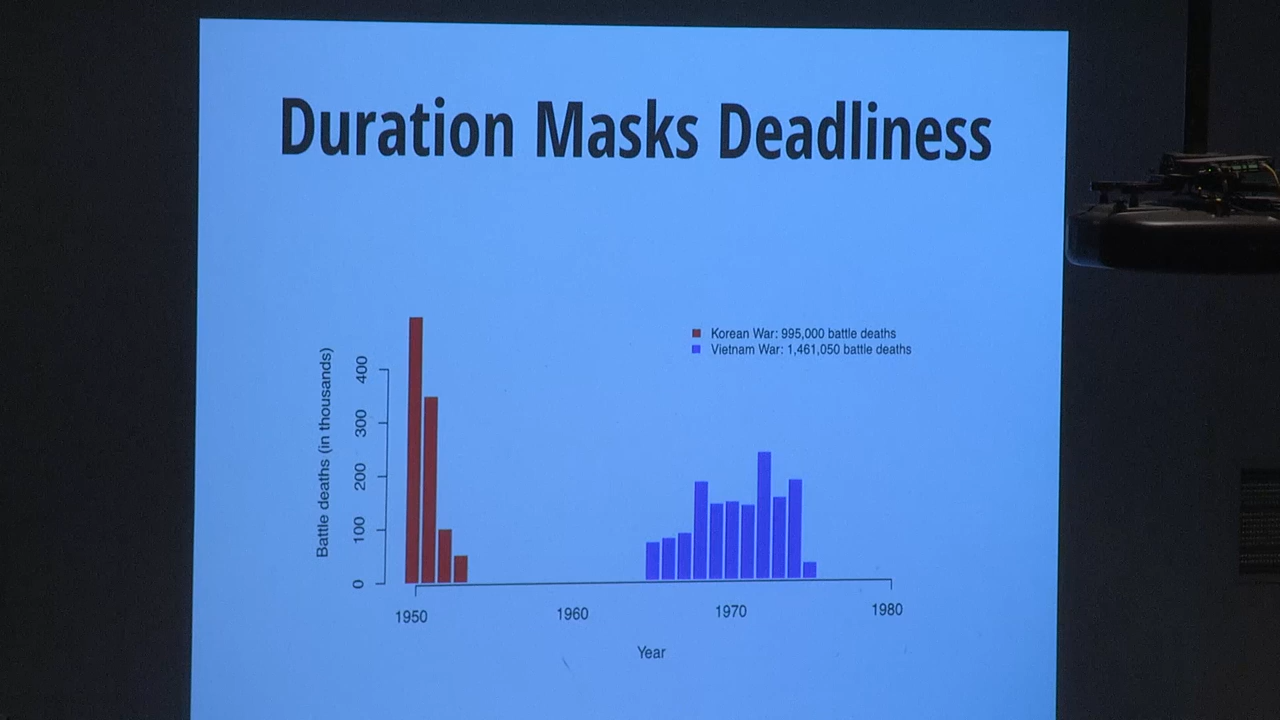 Duration Masks Deadliness
Korean War: 995,000 battle deaths
Vietnam War: 1,461,050 battle deaths
Battle deaths (in thousands)
400
300
200
100
0
1950 1960 1970 1980
Year